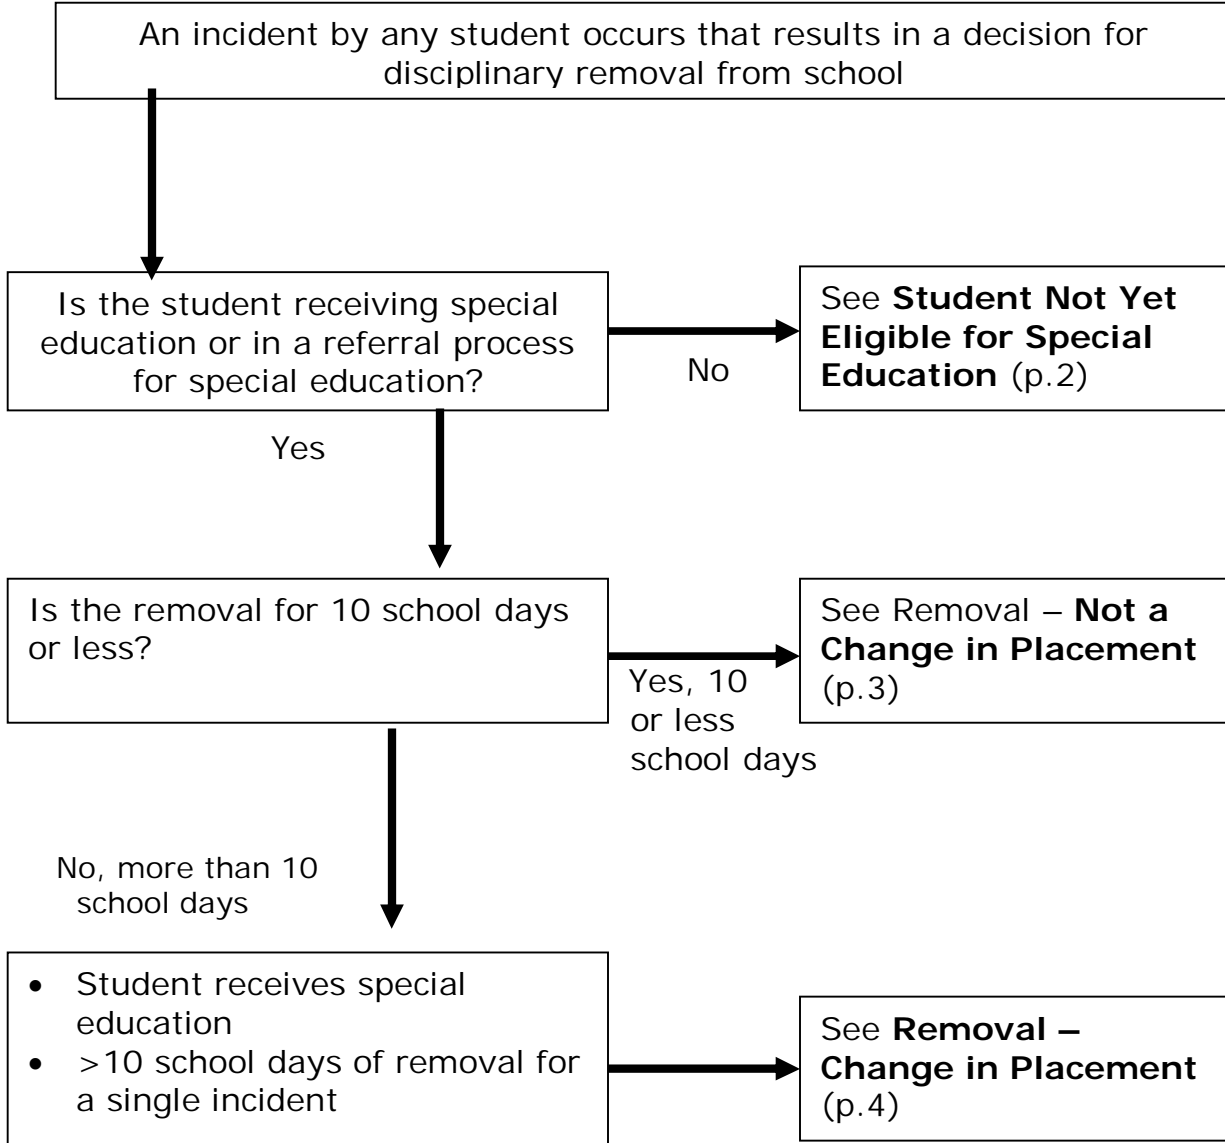 An incident by any student occurs that results in a decision for
disciplinary removal from school
Is the student receiving special
education or in a referral process
for special education?
No
See Student Not Yet
Eligible for Special
Education (p.2)
Yes
Is the removal for 10 school days
or less?
Yes, 10
or less
school days
See Removal – Not a
Change in Placement
(p.3)
No, more than 10
school days
• Student receives special
education
• >10 school days of removal for
a single incident
See Removal –
Change in Placement
(p.4)